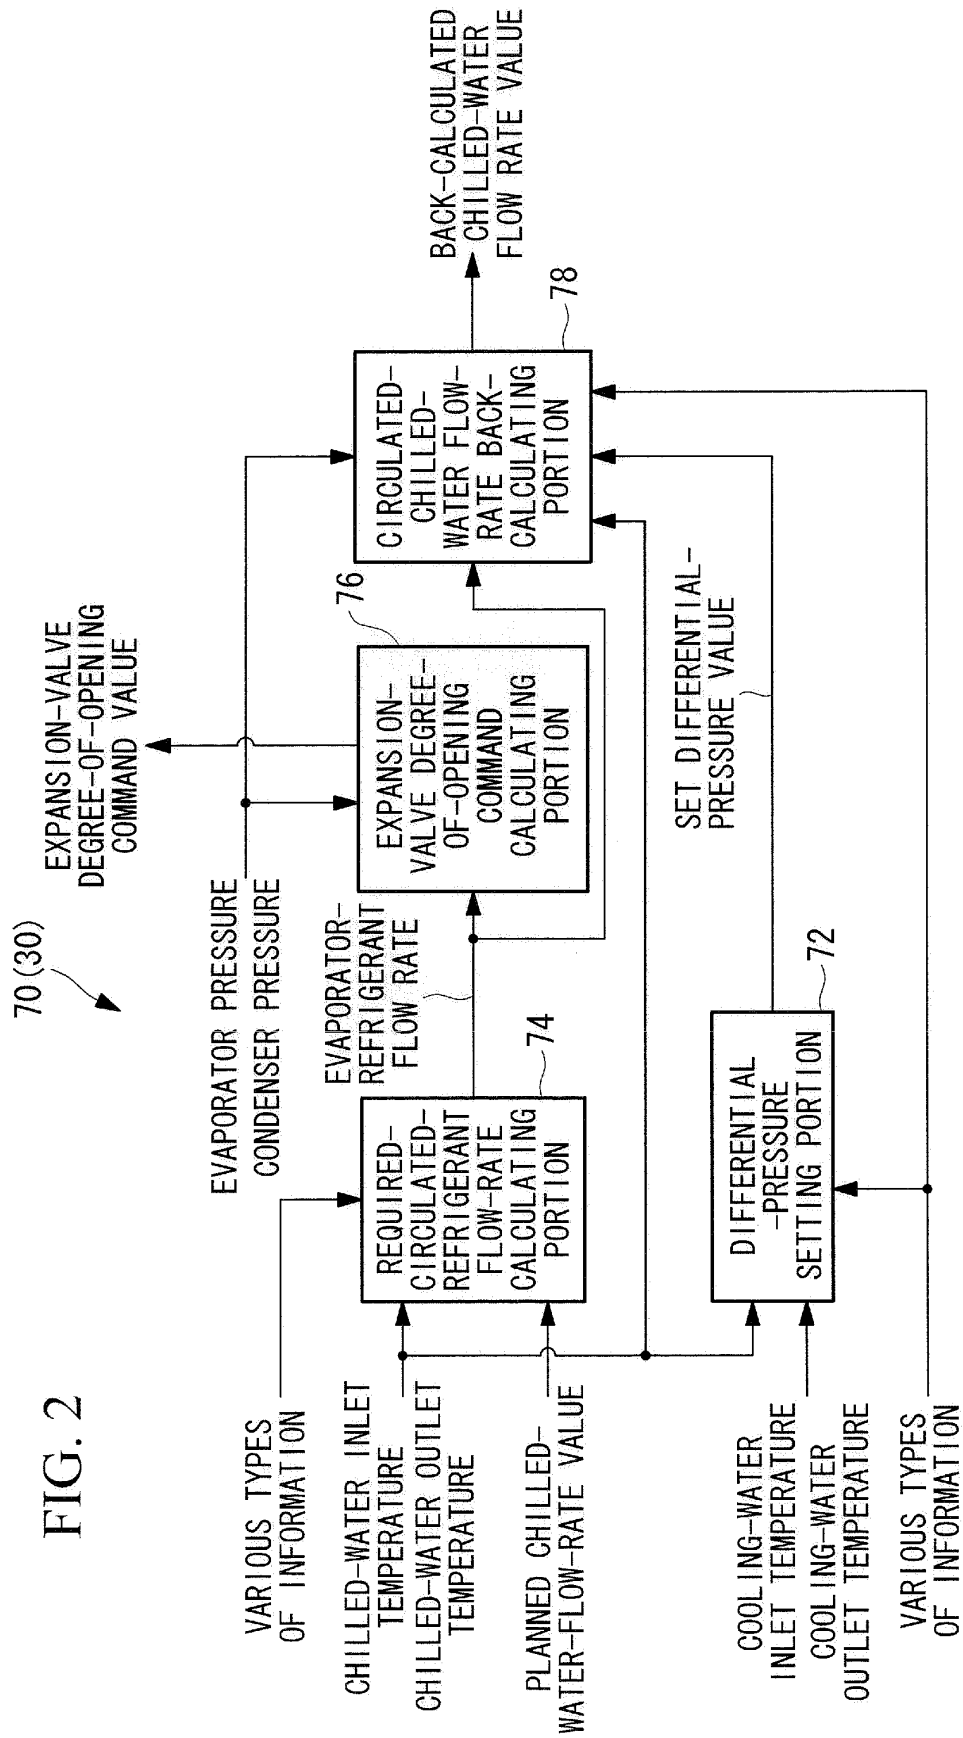 FIG. 2
70(30)
EXPANSION-VALVE
DEGREE-OF-OPENING
COMMAND VALUE
EVAPORATOR PRESSURE
CONDENSER PRESSURE
VARIOUS TYPES
OF INFORMATION
CHILLED-WATER INLET
TEMPERATURE
CHILLED-WATER OUTLET
TEMPERATURE
PLANNED CHILLED-
WATER-FLOW-RATE VALUE
REQUIRED-
CIRCULATED-
REFRIGERANT
FLOW-RATE
CALCULATING
PORTION
74
EVAPORATOR-
REFRIGERANT
FLOW RATE
EXPANSION-
VALVE DEGREE-
OF-OPENING
COMMAND
CALCULATING
PORTION
76
CIRCULATED-
CHILLED-
WATER FLOW-
RATE BACK-
CALCULATING
PORTION
78
BACK-CALCULATED
CHILLED-WATER
FLOW RATE VALUE
SET DIFFERENTIAL-
PRESSURE VALUE
DIFFERENTIAL
-PRESSURE
SETTING PORTION
72
COOLING-WATER
INLET TEMPERATURE
COOLING-WATER
OUTLET TEMPERATURE
VARIOUS TYPES
OF INFORMATION